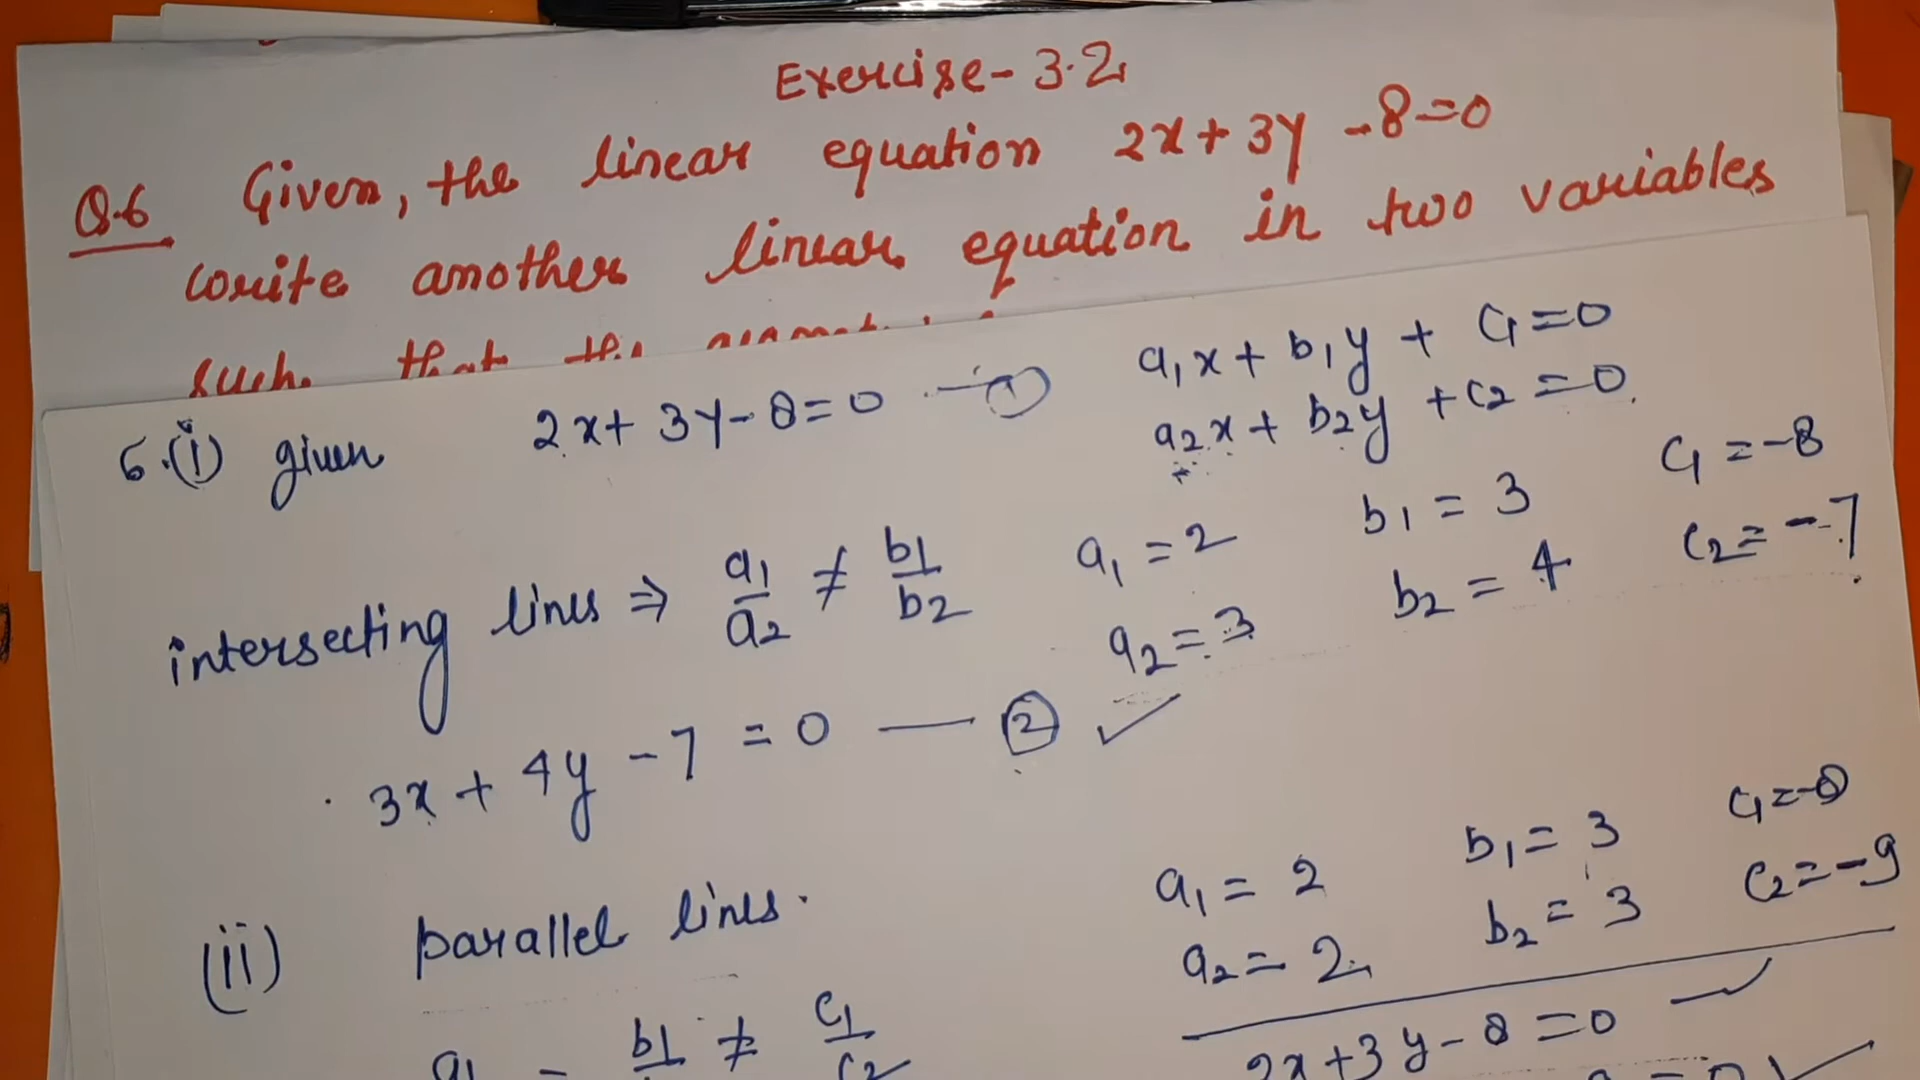 Exercise- 3.2
Q.6 Given, the linear equation 2x + 3y - 8 = 0
write another linear equation in two variables
such that the
6.(i) given 2x + 3y - 8 = 0 — ①
a₁x + b₁y + c₁ = 0
a₂x + b₂y + c₂ = 0
intersecting lines ⇒ a₁/a₂ ≠ b₁/b₂
a₁ = 2 b₁ = 3 c₁ = -8
a₂ = 3 b₂ = 4 c₂ = -7
3x + 4y - 7 = 0 — ② ✓
(ii) parallel lines.
a₁ = 2 b₁ = 3 c₁ = -8
a₂ = 2 b₂ = 3 c₂ = -9
2x + 3y - 8 = 0